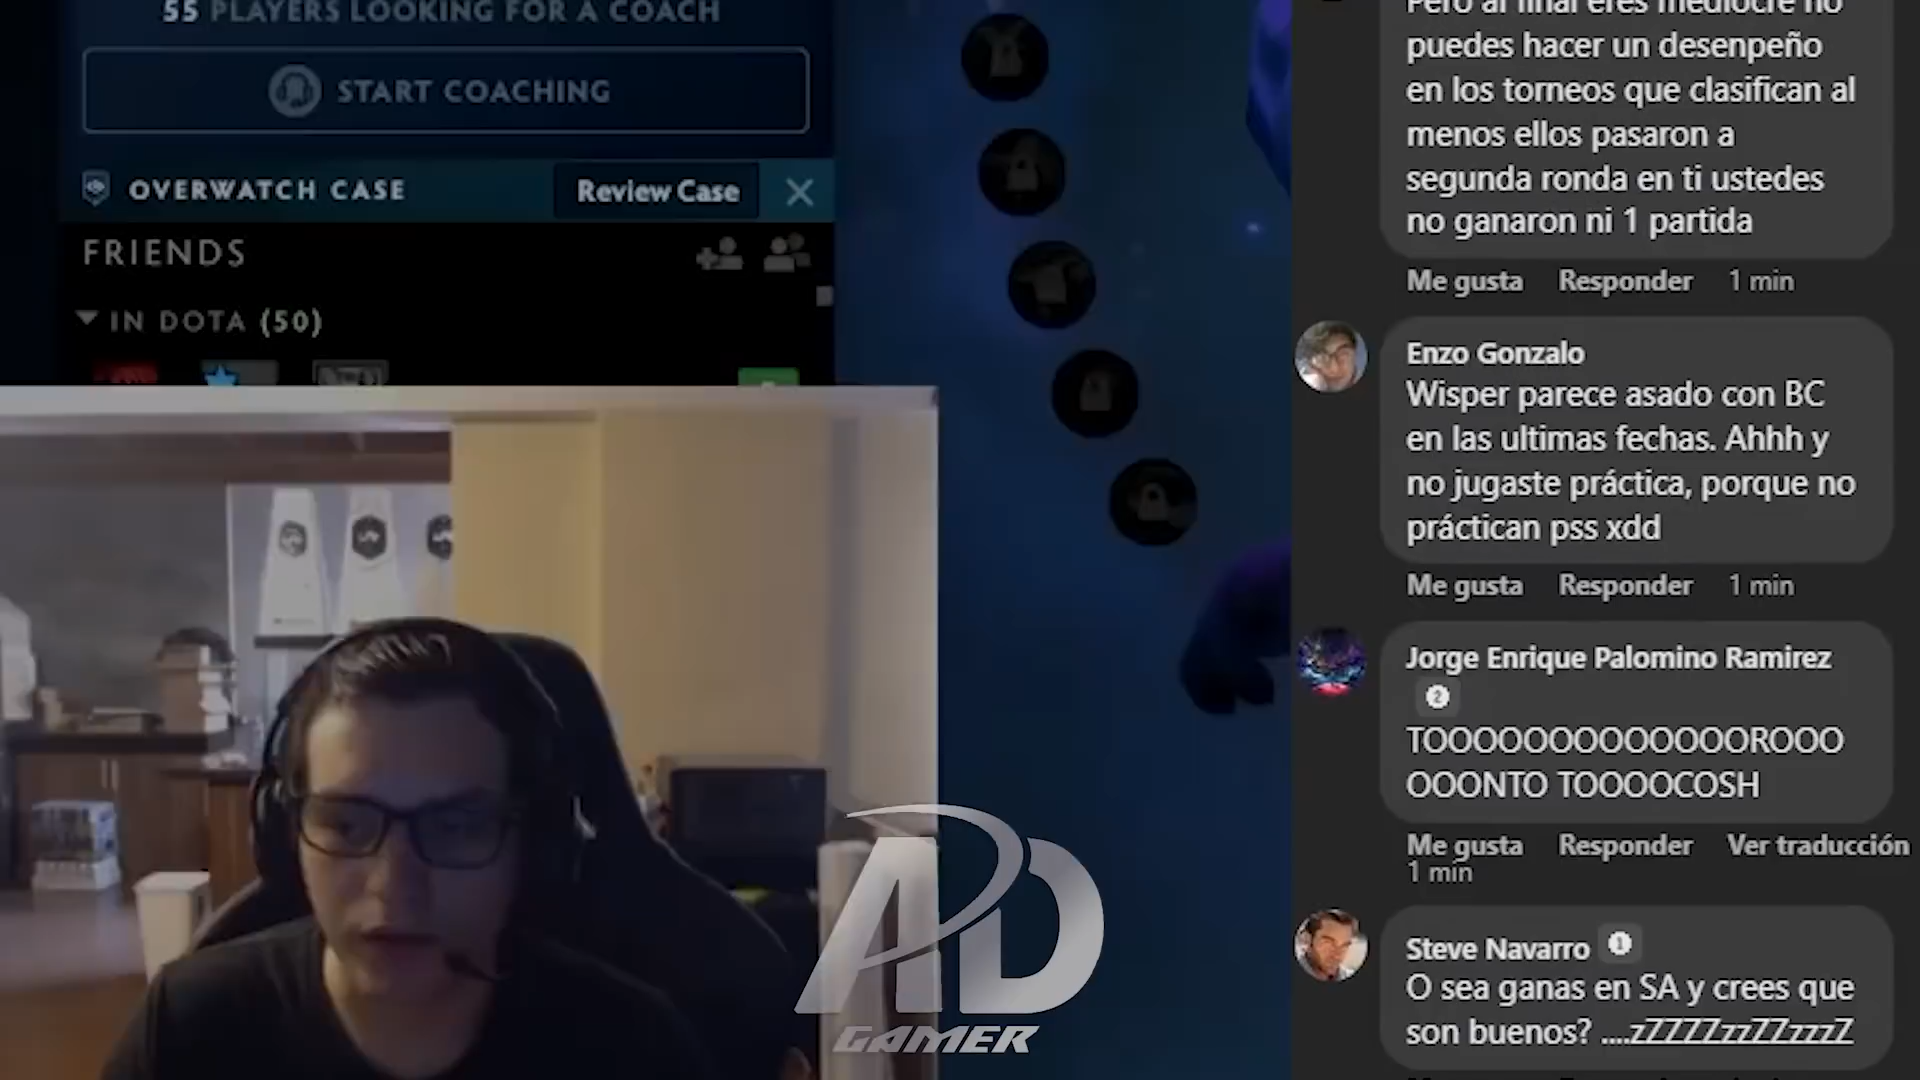 55 PLAYERS LOOKING FOR A COACH
START COACHING
OVERWATCH CASE
Review Case
FRIENDS
IN DOTA (50)
Pero al final eres mediocre no
puedes hacer un desenpeño
en los torneos que clasifican al
menos ellos pasaron a
segunda ronda en ti ustedes
no ganaron ni 1 partida
Me gusta Responder 1 min
Enzo Gonzalo
Wisper parece asado con BC
en las ultimas fechas. Ahhh y
no jugaste práctica, porque no
práctican pss xdd
Me gusta Responder 1 min
Jorge Enrique Palomino Ramirez
2
TOOOOOOOOOOOOOROOO
OOONTO TOOOOCOSH
Me gusta Responder Ver traducción
1 min
Steve Navarro 1
O sea ganas en SA y crees que
son buenos? ....zZZZZzzZZzzzZ
AD
GAMER